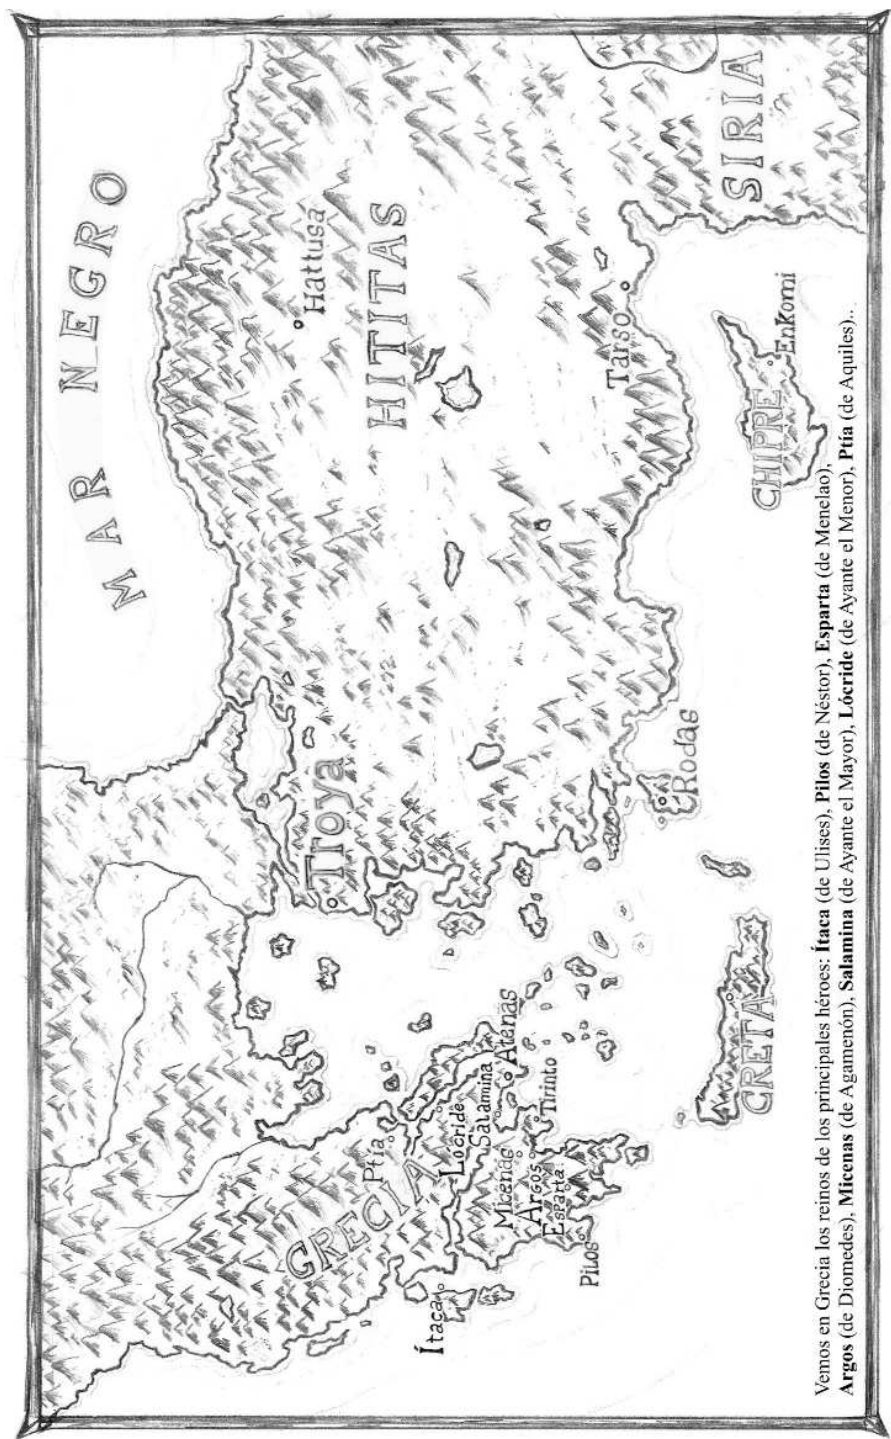 MAR NEGRO
Hattusá
HITITAS
SIRIA
Troya
Tarso
GRECIA
Ptía
Lócride
Ítaca
Micenas
Salamina
Atenas
Argos
Tirinto
Esparta
Pilos
Rodas
CHIPRE
Enkomi
CRETA
Vemos en Grecia los reinos de los principales héroes: Ítaca (de Ulises), Pilos (de Néstor), Esparta (de Menelao),
Argos (de Diomedes), Micenas (de Agamenón), Salamina (de Ayante el Mayor), Lócride (de Ayante el Menor), Ptía (de Aquiles)..